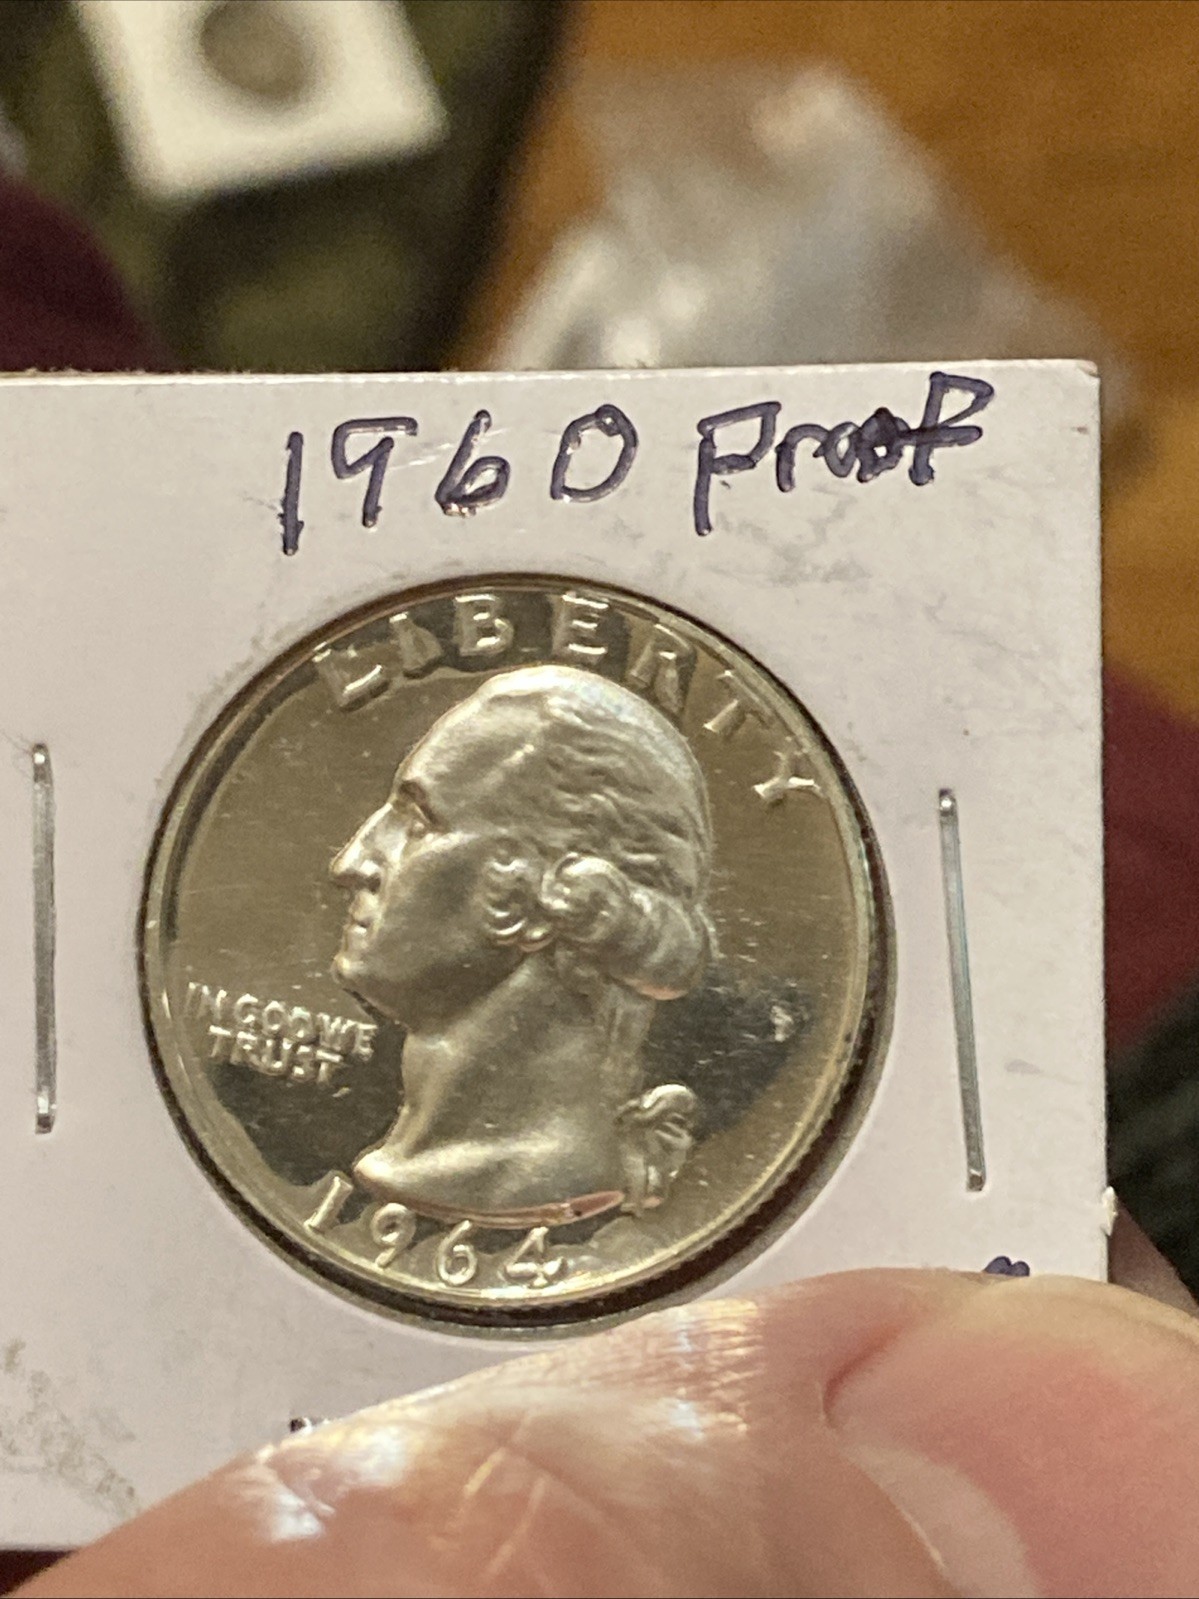 1960 Proof
LIBERTY
IN GOD WE
TRUST
1964